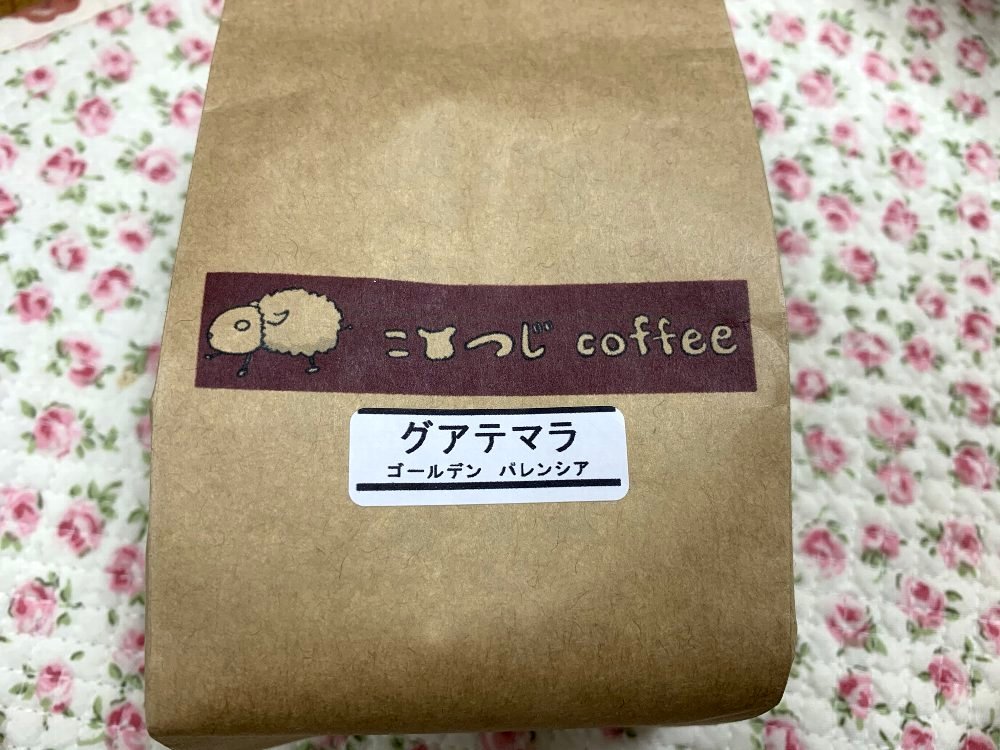 こひつじ coffee
グアテマラ
ゴールデン バレンシア